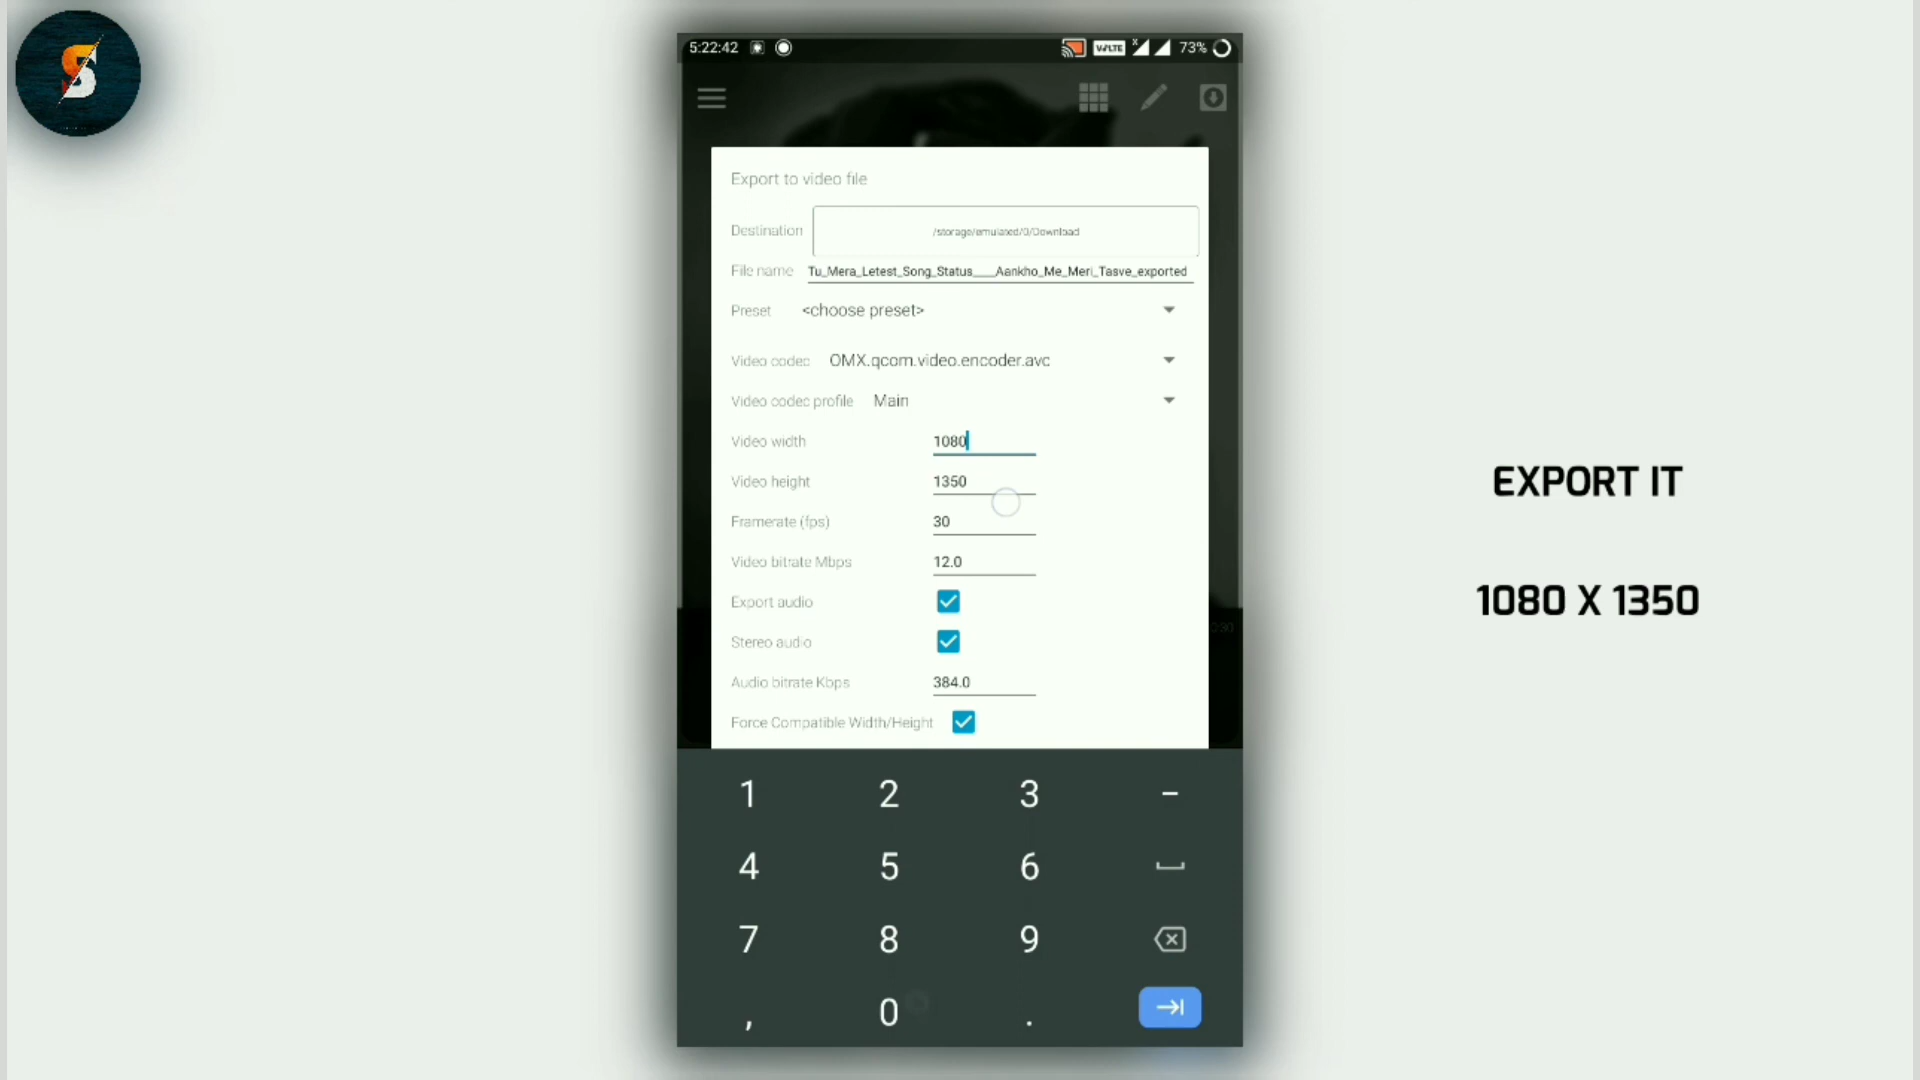 S
5:22:42 VoLTE x 73%
Export to video file
Destination /storage/emulated/0/Download
File name Tu_Mera_Letest_Song_Status____Aankho_Me_Meri_Tasve_exported
Preset <choose preset>
Video codec OMX.qcom.video.encoder.avc
Video codec profile Main
Video width 1080
Video height 1350
Framerate (fps) 30
Video bitrate Mbps 12.0
Export audio
Stereo audio
Audio bitrate Kbps 384.0
Force Compatible Width/Height
1 2 3 -
4 5 6
7 8 9
, 0 .
EXPORT IT
1080 X 1350